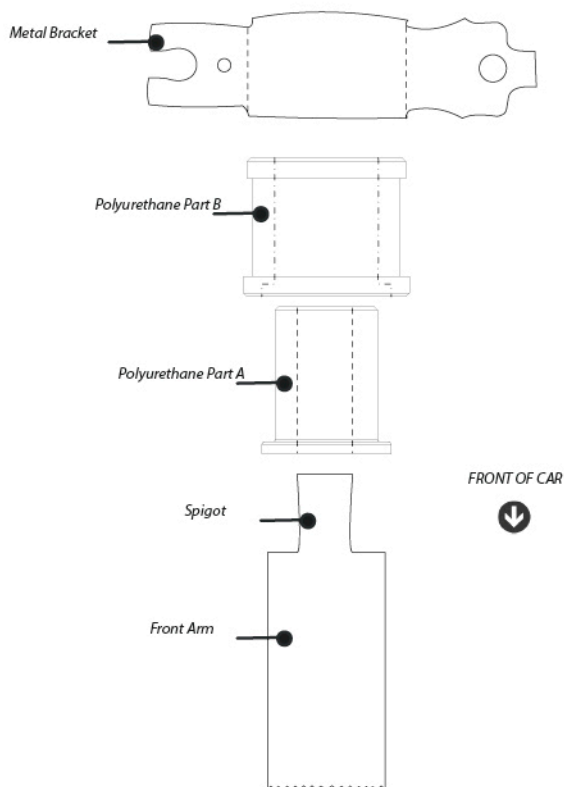 Metal Bracket
Polyurethane Part B
Polyurethane Part A
FRONT OF CAR
Spigot
Front Arm